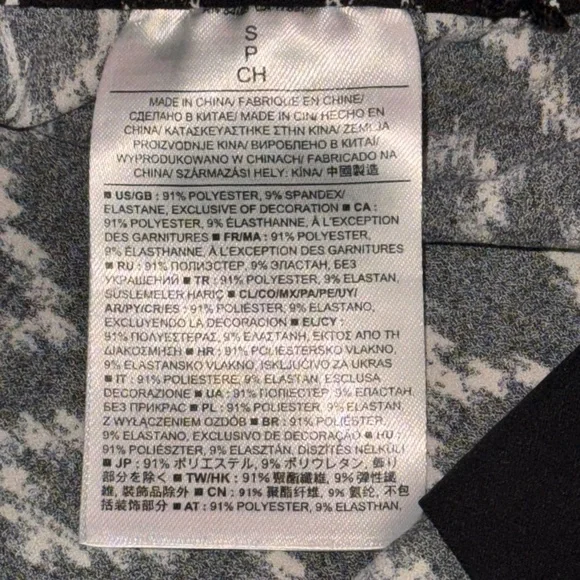 S
P
CH
MADE IN CHINA/ FABRIQUÉ EN CHINE/
СДЕЛАНО В КИТАЕ/ MADE IN CIN/ HECHO EN
CHINA/ ΚΑΤΑΣΚΕΥΑΣΤΗΚΕ ΣΤΗΝ ΚΙΝΑ/ ZEMLJA
PROIZVODNJE KINA/ ВИРОБЛЕНО В КИТАЇ/
WYPRODUKOWANO W CHINACH/ FABRICADO NA
CHINA/ SZÁRMAZÁSI HELY: KÍNA/ 中國製造
■ US/GB : 91% POLYESTER, 9% SPANDEX/
ELASTANE, EXCLUSIVE OF DECORATION ■ CA :
91% POLYESTER, 9% ÉLASTHANNE, À L'EXCEPTION
DES GARNITURES ■ FR/MA : 91% POLYESTER,
9% ÉLASTHANNE, À L'EXCEPTION DES GARNITURES
■ RU : 91% ПОЛИЭСТЕР, 9% ЭЛАСТАН, БЕЗ
УКРАШЕНИЙ ■ TR : 91% POLYESTER, 9% ELASTAN,
SÜSLEMELER HARİÇ ■ CL/CO/MX/PA/PE/UY/
AR/PY/CR/ES : 91% POLIÉSTER, 9% ELASTANO,
EXCLUYENDO LA DECORACIÓN ■ EL/CY :
91% ΠΟΛΥΕΣΤΕΡΑΣ, 9% ΕΛΑΣΤΑΝΗ, ΕΚΤΟΣ ΑΠΟ ΤΗ
ΔΙΑΚΟΣΜΗΣΗ ■ HR : 91% POLIESTERSKO VLAKNO,
9% ELASTANSKO VLAKNO, ISKLJUČIVO ZA UKRAS
■ IT : 91% POLIESTERE, 9% ELASTAN, ESCLUSA
DECORAZIONE ■ UA : 91% ПОЛІЕСТЕР, 9% ЕЛАСТАН,
БЕЗ ПРИКРАС ■ PL : 91% POLIESTER, 9% ELASTAN,
Z WYŁĄCZENIEM OZDÓB ■ BR : 91% POLIÉSTER,
9% ELASTANO, EXCLUSIVO DE DECORAÇÃO ■ HU :
91% POLIÉSZTER, 9% ELASZTÁN, DÍSZÍTÉS NÉLKÜLI
■ JP : 91% ポリエステル, 9% ポリウレタン, 飾り
部分を除く ■ TW/HK : 91% 聚酯纖維, 9% 彈性纖
維, 裝飾品除外 ■ CN : 91% 聚酯纤维, 9% 氨纶, 不包
括装饰部分 ■ AT : 91% POLYESTER, 9% ELASTHAN,